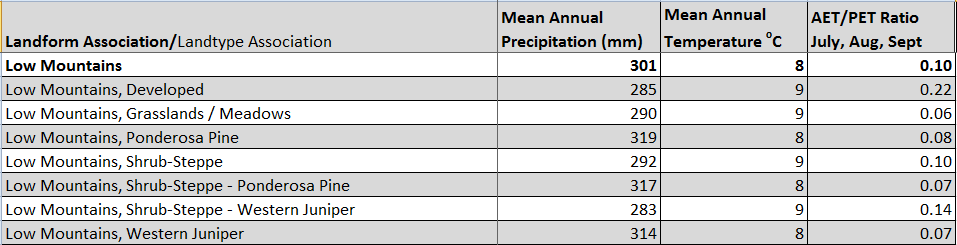 Landform Association/Landtype Association Mean Annual Precipitation (mm) Mean Annual Temperature °C AET/PET Ratio July, Aug, Sept
Low Mountains 301 8 0.10
Low Mountains, Developed 285 9 0.22
Low Mountains, Grasslands / Meadows 290 9 0.06
Low Mountains, Ponderosa Pine 319 8 0.08
Low Mountains, Shrub-Steppe 292 9 0.10
Low Mountains, Shrub-Steppe - Ponderosa Pine 317 8 0.07
Low Mountains, Shrub-Steppe - Western Juniper 283 9 0.14
Low Mountains, Western Juniper 314 8 0.07